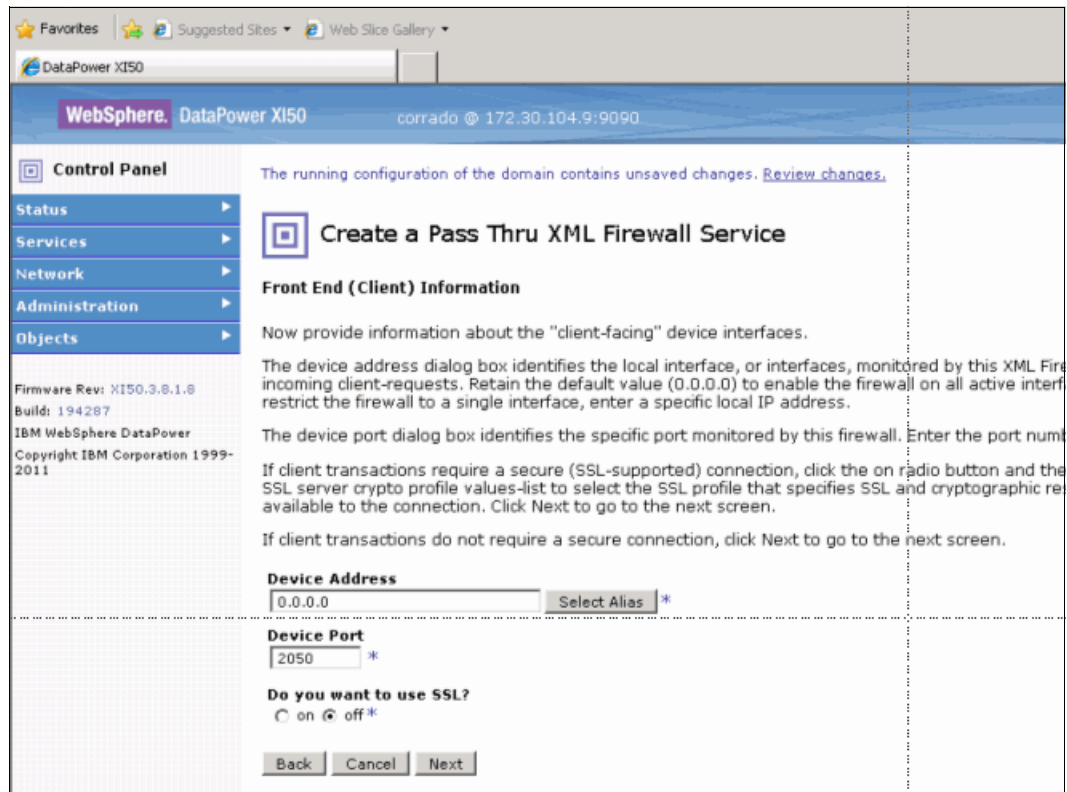 Favorites Suggested Sites Web Slice Gallery
DataPower XI50
WebSphere. DataPower XI50 corrado @ 172.30.104.9:9090
Control Panel
Status
Services
Network
Administration
Objects
Firmware Rev: XI50.3.8.1.8
Build: 194287
IBM WebSphere DataPower
Copyright IBM Corporation 1999-
2011
The running configuration of the domain contains unsaved changes. Review changes.
Create a Pass Thru XML Firewall Service
Front End (Client) Information
Now provide information about the "client-facing" device interfaces.
The device address dialog box identifies the local interface, or interfaces, monitored by this XML Fire
incoming client-requests. Retain the default value (0.0.0.0) to enable the firewall on all active interf
restrict the firewall to a single interface, enter a specific local IP address.
The device port dialog box identifies the specific port monitored by this firewall. Enter the port numb
If client transactions require a secure (SSL-supported) connection, click the on radio button and the
SSL server crypto profile values-list to select the SSL profile that specifies SSL and cryptographic res
available to the connection. Click Next to go to the next screen.
If client transactions do not require a secure connection, click Next to go to the next screen.
Device Address
0.0.0.0 Select Alias *
Device Port
2050 *
Do you want to use SSL?
on off *
Back Cancel Next